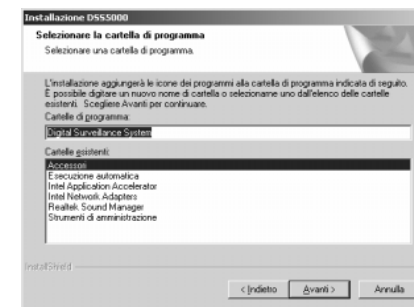 Installazione DSS5000
Selezionare la cartella di programma
Selezionare una cartella di programma.
L'installazione aggiungerà le icone dei programmi alla cartella di programma indicata di seguito.
È possibile digitare un nuovo nome di cartella o selezionarne uno dall'elenco delle cartelle
esistenti. Scegliere Avanti per continuare.
Cartelle di programma:
Digital Surveillance System
Cartelle esistenti:
Accessori
Esecuzione automatica
Intel Application Accelerator
Intel Network Adapters
Realtek Sound Manager
Strumenti di amministrazione
InstallShield
< Indietro
Avanti >
Annulla